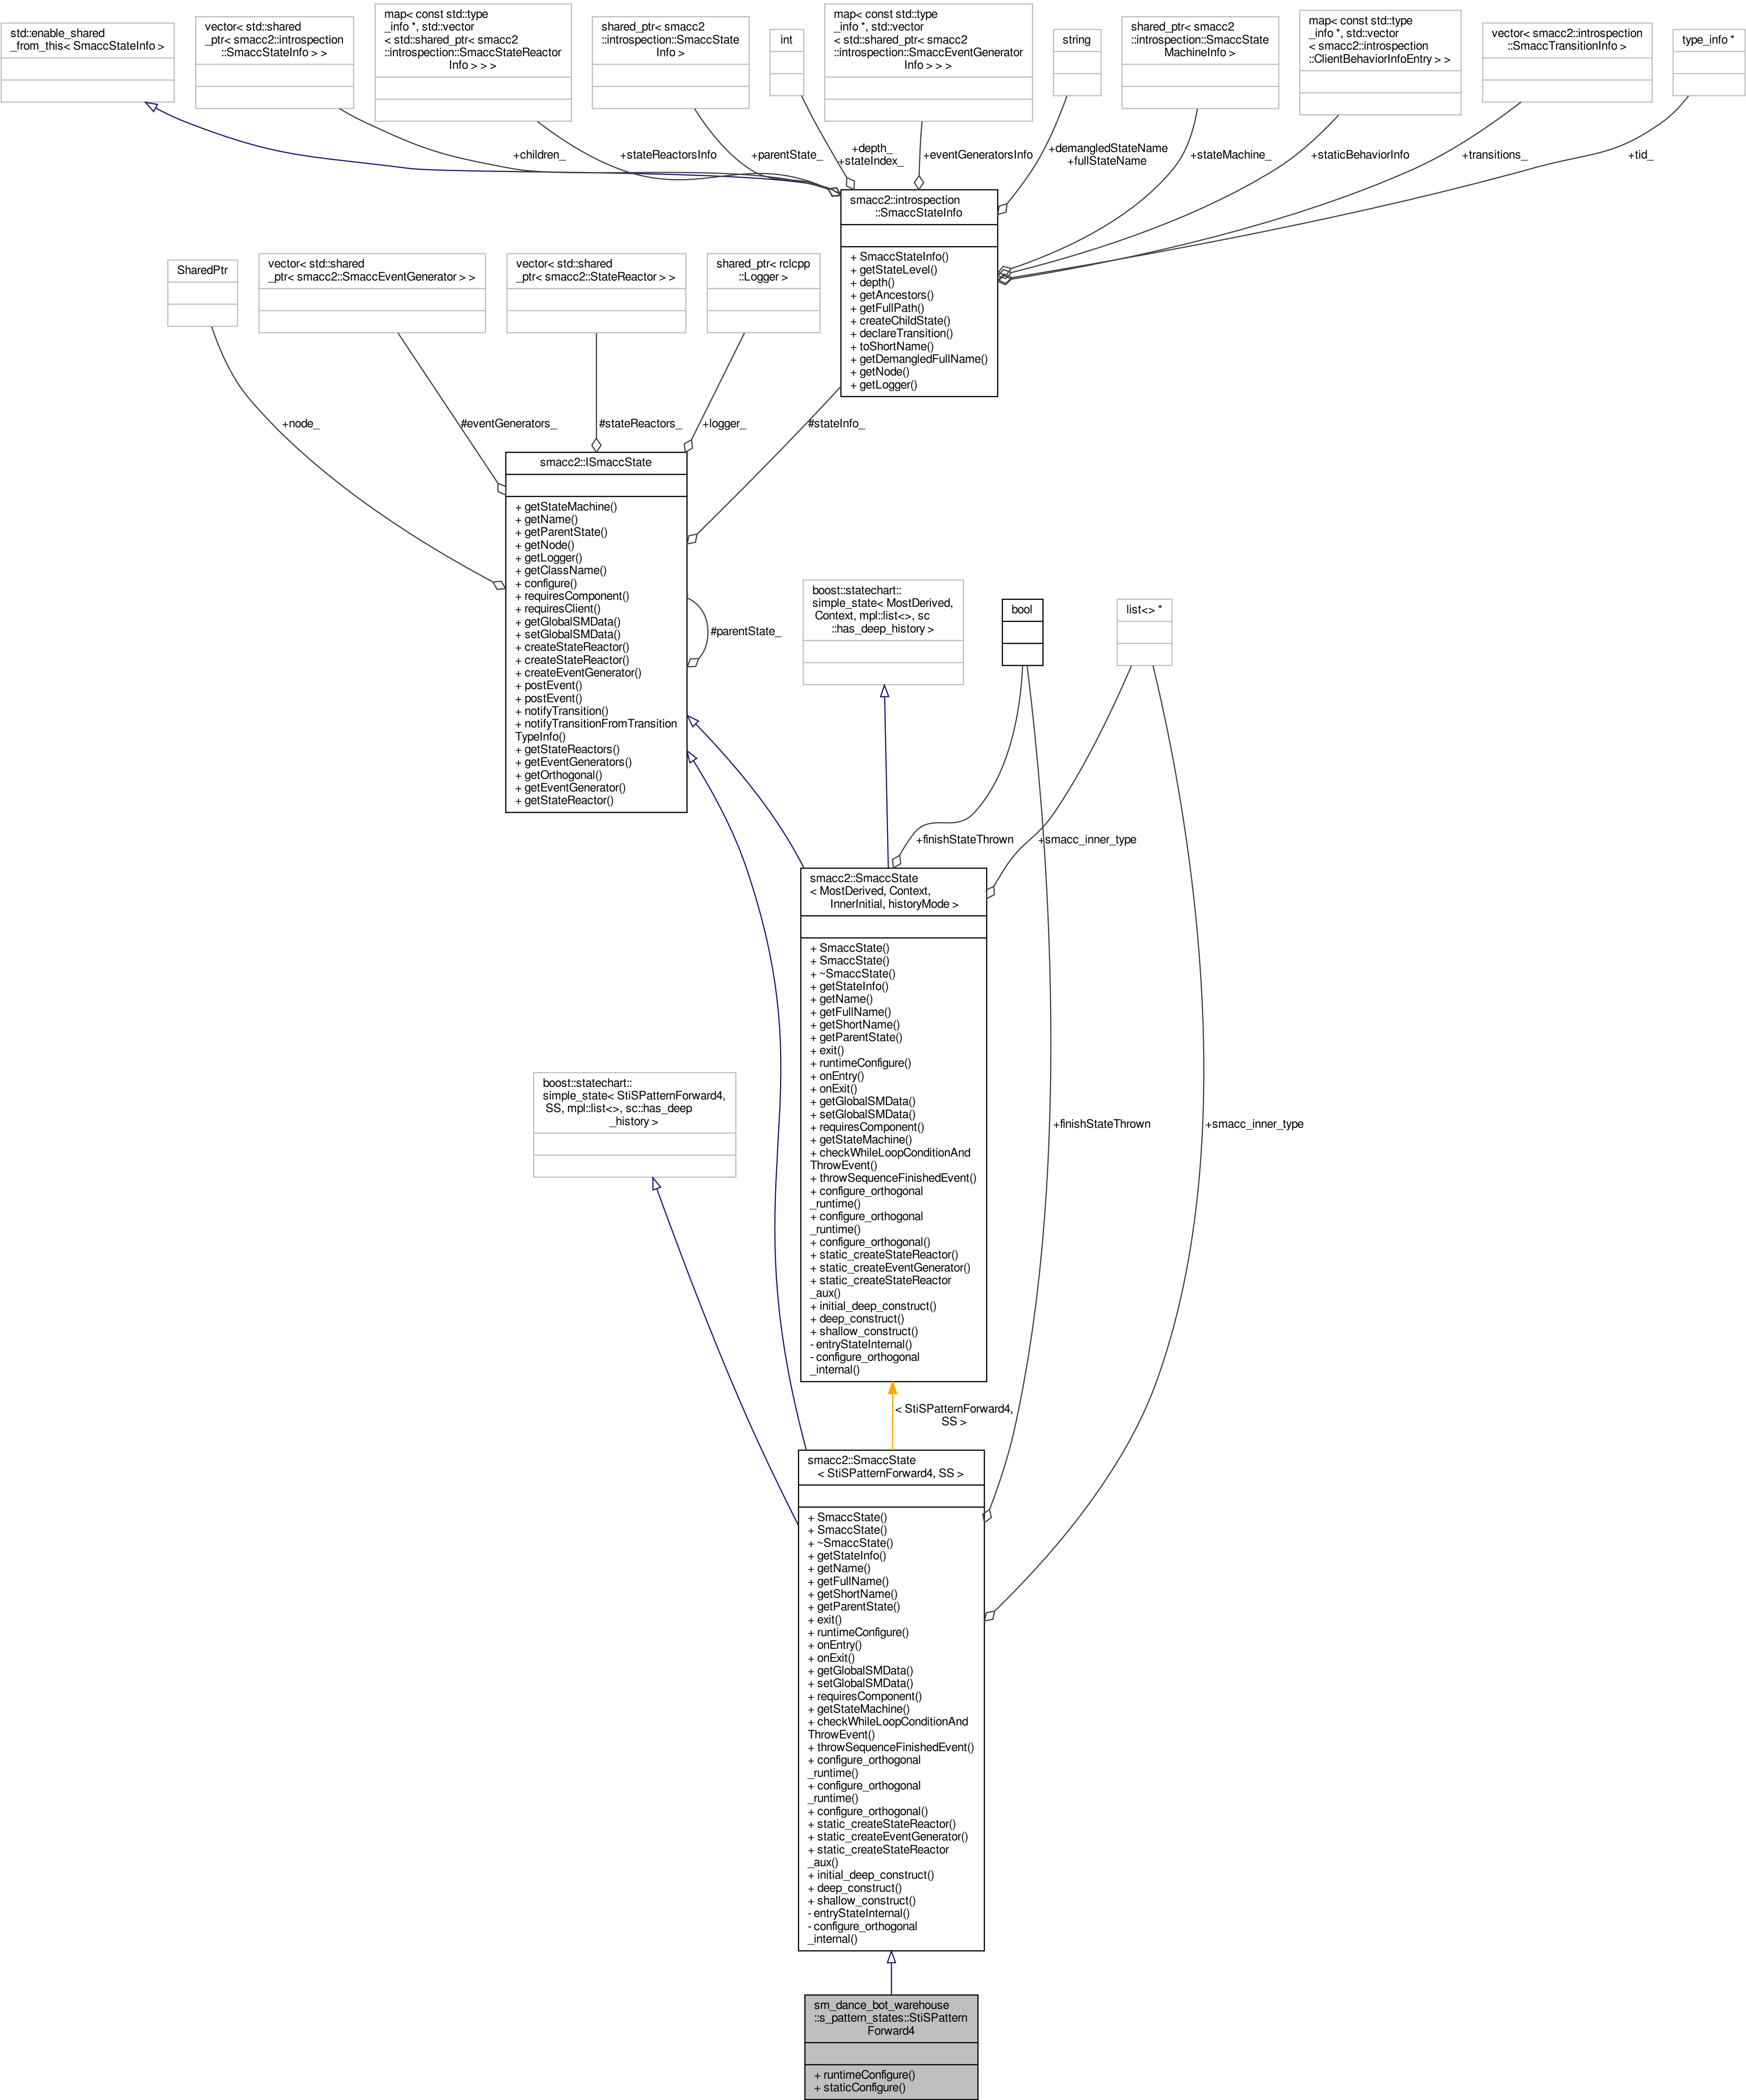 std::enable_shared
_from_this< SmaccStateInfo >
vector< std::shared
_ptr< smacc2::introspection
::SmaccStateInfo > >
map< const std::type
_info *, std::vector
< std::shared_ptr< smacc2
::introspection::SmaccStateReactor
Info > > >
shared_ptr< smacc2
::introspection::SmaccState
Info >
int
map< const std::type
_info *, std::vector
< std::shared_ptr< smacc2
::introspection::SmaccEventGenerator
Info > > >
string
shared_ptr< smacc2
::introspection::SmaccState
MachineInfo >
map< const std::type
_info *, std::vector
< smacc2::introspection
::ClientBehaviorInfoEntry > >
vector< smacc2::introspection
::SmaccTransitionInfo >
type_info *
+children_
+stateReactorsInfo
+parentState_
+depth_
+stateIndex_
+eventGeneratorsInfo
+demangledStateName
+fullStateName
+stateMachine_
+staticBehaviorInfo
+transitions_
+tid_
smacc2::introspection
::SmaccStateInfo
+ SmaccStateInfo()
+ getStateLevel()
+ depth()
+ getAncestors()
+ getFullPath()
+ createChildState()
+ declareTransition()
+ toShortName()
+ getDemangledFullName()
+ getNode()
+ getLogger()
SharedPtr
vector< std::shared
_ptr< smacc2::SmaccEventGenerator > >
vector< std::shared
_ptr< smacc2::StateReactor > >
shared_ptr< rclcpp
::Logger >
+node_
#eventGenerators_
#stateReactors_
+logger_
#stateInfo_
smacc2::ISmaccState
+ getStateMachine()
+ getName()
+ getParentState()
+ getNode()
+ getLogger()
+ getClassName()
+ configure()
+ requiresComponent()
+ requiresClient()
+ getGlobalSMData()
+ setGlobalSMData()
+ createStateReactor()
+ createStateReactor()
+ createEventGenerator()
+ postEvent()
+ postEvent()
+ notifyTransition()
+ notifyTransitionFromTransition
TypeInfo()
+ getStateReactors()
+ getEventGenerators()
+ getOrthogonal()
+ getEventGenerator()
+ getStateReactor()
#parentState_
boost::statechart::
simple_state< MostDerived,
Context, mpl::list<>, sc
::has_deep_history >
bool
list<> *
+finishStateThrown
+smacc_inner_type
smacc2::SmaccState
< MostDerived, Context,
InnerInitial, historyMode >
+ SmaccState()
+ SmaccState()
+ ~SmaccState()
+ getStateInfo()
+ getName()
+ getFullName()
+ getShortName()
+ getParentState()
+ exit()
+ runtimeConfigure()
+ onEntry()
+ onExit()
+ getGlobalSMData()
+ setGlobalSMData()
+ requiresComponent()
+ getStateMachine()
+ checkWhileLoopConditionAnd
ThrowEvent()
+ throwSequenceFinishedEvent()
+ configure_orthogonal
_runtime()
+ configure_orthogonal
_runtime()
+ configure_orthogonal()
+ static_createStateReactor()
+ static_createEventGenerator()
+ static_createStateReactor
_aux()
+ initial_deep_construct()
+ deep_construct()
+ shallow_construct()
- entryStateInternal()
- configure_orthogonal
_internal()
boost::statechart::
simple_state< StiSPatternForward4,
SS, mpl::list<>, sc::has_deep
_history >
+finishStateThrown
+smacc_inner_type
< StiSPatternForward4,
SS >
smacc2::SmaccState
< StiSPatternForward4, SS >
+ SmaccState()
+ SmaccState()
+ ~SmaccState()
+ getStateInfo()
+ getName()
+ getFullName()
+ getShortName()
+ getParentState()
+ exit()
+ runtimeConfigure()
+ onEntry()
+ onExit()
+ getGlobalSMData()
+ setGlobalSMData()
+ requiresComponent()
+ getStateMachine()
+ checkWhileLoopConditionAnd
ThrowEvent()
+ throwSequenceFinishedEvent()
+ configure_orthogonal
_runtime()
+ configure_orthogonal
_runtime()
+ configure_orthogonal()
+ static_createStateReactor()
+ static_createEventGenerator()
+ static_createStateReactor
_aux()
+ initial_deep_construct()
+ deep_construct()
+ shallow_construct()
- entryStateInternal()
- configure_orthogonal
_internal()
sm_dance_bot_warehouse
::s_pattern_states::StiSPattern
Forward4
+ runtimeConfigure()
+ staticConfigure()